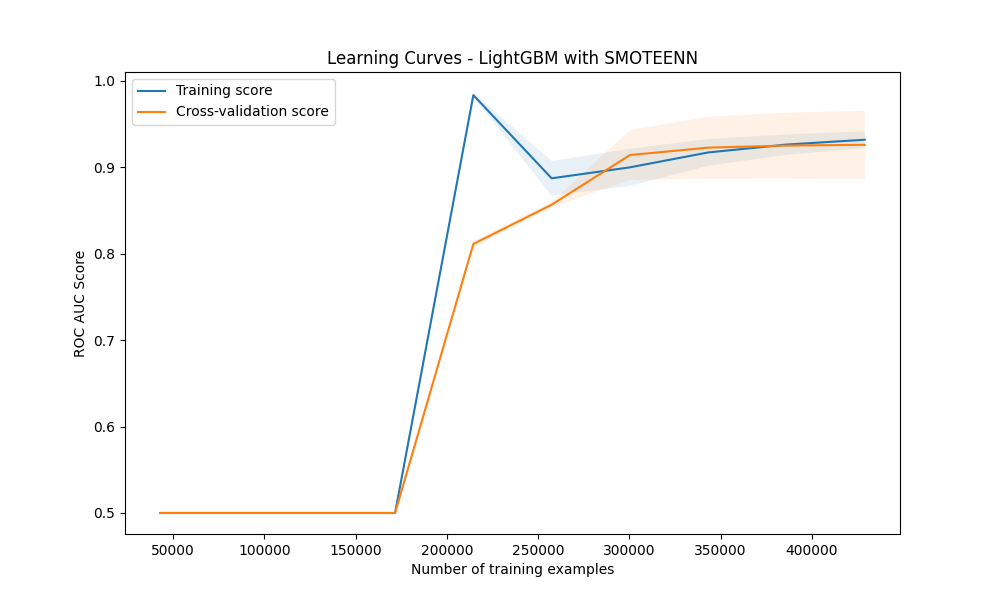 Learning Curves - LightGBM with SMOTEENN
Training score
Cross-validation score
1.0
0.9
0.8
0.7
0.6
0.5
ROC AUC Score
50000 100000 150000 200000 250000 300000 350000 400000
Number of training examples